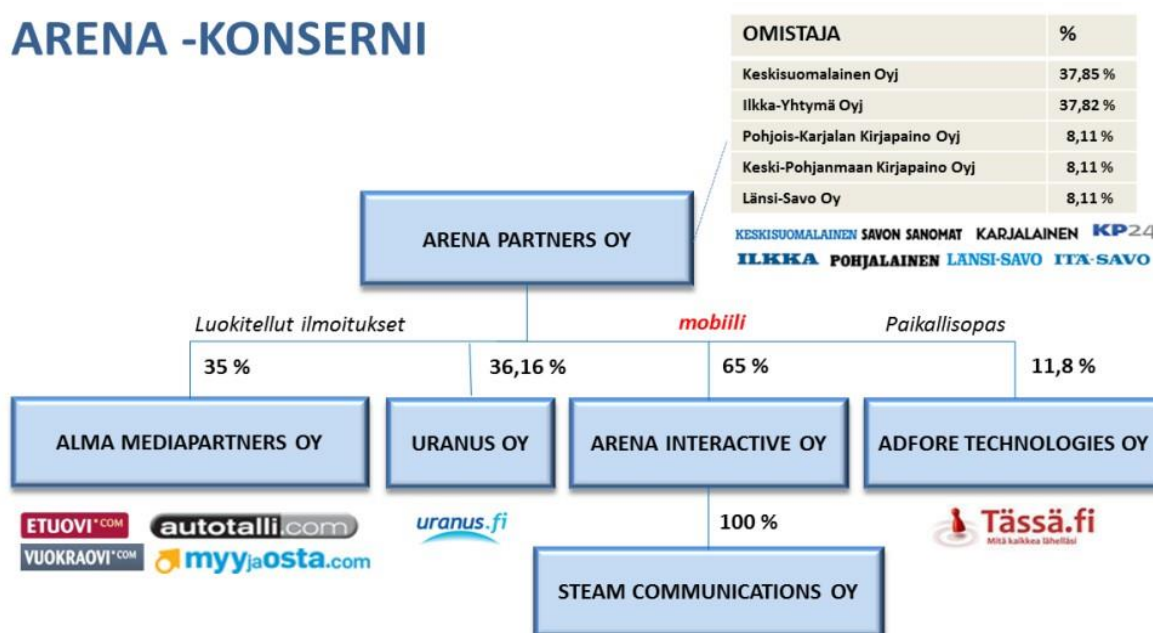 ARENA -KONSERNI
OMISTAJA %
Keskisuomalainen Oyj 37,85 %
Ilkka-Yhtymä Oyj 37,82 %
Pohjois-Karjalan Kirjapaino Oyj 8,11 %
Keski-Pohjanmaan Kirjapaino Oyj 8,11 %
Länsi-Savo Oy 8,11 %
KESKISUOMALAINEN SAVON SANOMAT KARJALAINEN KP24
ILKKA POHJALAINEN LÄNSI-SAVO ITÄ-SAVO
ARENA PARTNERS OY
Luokitellut ilmoitukset mobiili Paikallisopas
35 % 36,16 % 65 % 11,8 %
ALMA MEDIAPARTNERS OY URANUS OY ARENA INTERACTIVE OY ADFORE TECHNOLOGIES OY
ETUOVI.COM autotalli.com uranus.fi 100 % Tässä.fi
Mitä kaikkea lähelläsi
VUOKRAOVI.COM myyjaosta.com
STEAM COMMUNICATIONS OY